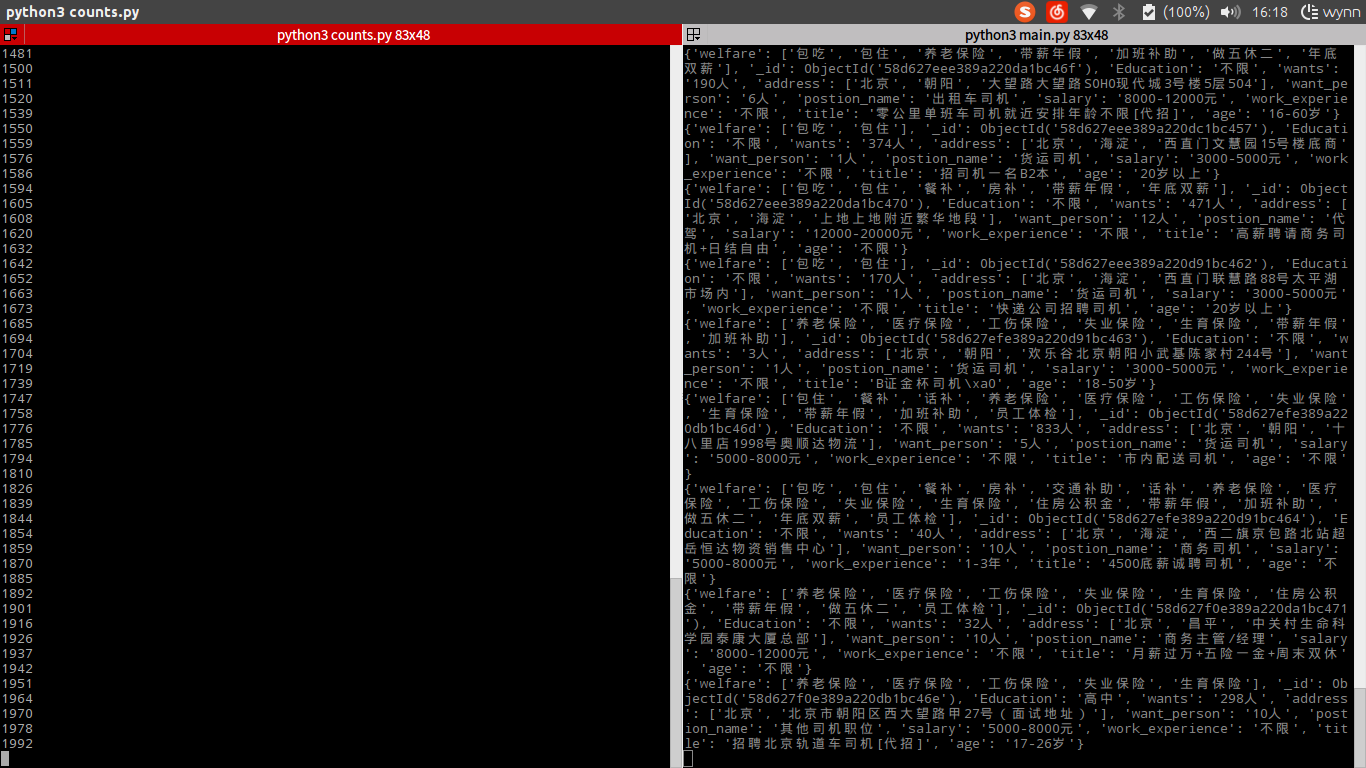 python3 counts.py
(100%)
16:18
wynn
python3 counts.py 83x48
1481
1500
1511
1520
1539
1550
1559
1576
1586
1594
1605
1608
1620
1632
1642
1652
1663
1673
1685
1694
1704
1719
1739
1747
1758
1776
1785
1794
1810
1826
1839
1844
1854
1859
1870
1885
1892
1901
1916
1926
1937
1942
1951
1964
1970
1978
1992
python3 main.py 83x48
{'welfare': ['包吃', '包住', '养老保险', '带薪年假', '加班补助', '做五休二', '年底
双薪'], '_id': ObjectId('58d627eee389a220da1bc46f'), 'Education': '不限', 'wants':
'190人', 'address': ['北京', '朝阳', '大望路大望路SOHO现代城3号楼5层504'], 'want_pe
rson': '6人', 'postion_name': '出租车司机', 'salary': '8000-12000元', 'work_experie
nce': '不限', 'title': '零公里单班车司机就近安排年龄不限[代招]', 'age': '16-60岁'}
{'welfare': ['包吃', '包住'], '_id': ObjectId('58d627eee389a220dc1bc457'), 'Educati
on': '不限', 'wants': '374人', 'address': ['北京', '海淀', '西直门文慧园15号楼底商'
], 'want_person': '1人', 'postion_name': '货运司机', 'salary': '3000-5000元', 'work
_experience': '不限', 'title': '招司机一名B2本', 'age': '20岁以上'}
{'welfare': ['包吃', '包住', '餐补', '房补', '带薪年假', '年底双薪'], '_id': Object
Id('58d627eee389a220da1bc470'), 'Education': '不限', 'wants': '471人', 'address': [
'北京', '海淀', '上地上地附近繁华地段'], 'want_person': '12人', 'postion_name': '代
驾', 'salary': '12000-20000元', 'work_experience': '不限', 'title': '高薪聘请商务司
机+日结自由', 'age': '不限'}
{'welfare': ['包吃', '包住'], '_id': ObjectId('58d627eee389a220d91bc462'), 'Educati
on': '不限', 'wants': '170人', 'address': ['北京', '海淀', '西直门联慧路88号太平湖
市场内'], 'want_person': '1人', 'postion_name': '货运司机', 'salary': '3000-5000元'
, 'work_experience': '不限', 'title': '快递公司招聘司机', 'age': '20岁以上'}
{'welfare': ['养老保险', '医疗保险', '工伤保险', '失业保险', '生育保险', '带薪年假'
, '加班补助'], '_id': ObjectId('58d627efe389a220d91bc463'), 'Education': '不限', 'w
ants': '3人', 'address': ['北京', '朝阳', '欢乐谷北京朝阳小武基陈家村244号'], 'want
_person': '1人', 'postion_name': '货运司机', 'salary': '3000-5000元', 'work_experie
nce': '不限', 'title': 'B证金杯司机\xa0', 'age': '18-50岁'}
{'welfare': ['包住', '餐补', '话补', '养老保险', '医疗保险', '工伤保险', '失业保险'
, '生育保险', '带薪年假', '加班补助', '员工体检'], '_id': ObjectId('58d627efe389a22
0db1bc46d'), 'Education': '不限', 'wants': '833人', 'address': ['北京', '朝阳', '十
八里店1998号奥顺达物流'], 'want_person': '5人', 'postion_name': '货运司机', 'salary
': '5000-8000元', 'work_experience': '不限', 'title': '市内配送司机', 'age': '不限'
}
{'welfare': ['包吃', '包住', '餐补', '房补', '交通补助', '话补', '养老保险', '医疗
保险', '工伤保险', '失业保险', '生育保险', '住房公积金', '带薪年假', '加班补助', '
做五休二', '年底双薪', '员工体检'], '_id': ObjectId('58d627efe389a220d91bc464'), 'E
ducation': '不限', 'wants': '40人', 'address': ['北京', '海淀', '西二旗京包路北站超
岳恒达物资销售中心'], 'want_person': '10人', 'postion_name': '商务司机', 'salary':
'5000-8000元', 'work_experience': '1-3年', 'title': '4500底薪诚聘司机', 'age': '不
限'}
{'welfare': ['养老保险', '医疗保险', '工伤保险', '失业保险', '生育保险', '住房公积
金', '带薪年假', '做五休二', '员工体检'], '_id': ObjectId('58d627f0e389a220da1bc471
'), 'Education': '不限', 'wants': '32人', 'address': ['北京', '昌平', '中关村生命科
学园泰康大厦总部'], 'want_person': '10人', 'postion_name': '商务主管/经理', 'salary
': '8000-12000元', 'work_experience': '不限', 'title': '月薪过万+五险一金+周末双休'
, 'age': '不限'}
{'welfare': ['养老保险', '医疗保险', '工伤保险', '失业保险', '生育保险'], '_id': Ob
jectId('58d627f0e389a220db1bc46e'), 'Education': '高中', 'wants': '298人', 'address
': ['北京', '北京市朝阳区西大望路甲27号（面试地址）'], 'want_person': '10人', 'post
ion_name': '其他司机职位', 'salary': '5000-8000元', 'work_experience': '不限', 'tit
le': '招聘北京轨道车司机[代招]', 'age': '17-26岁'}